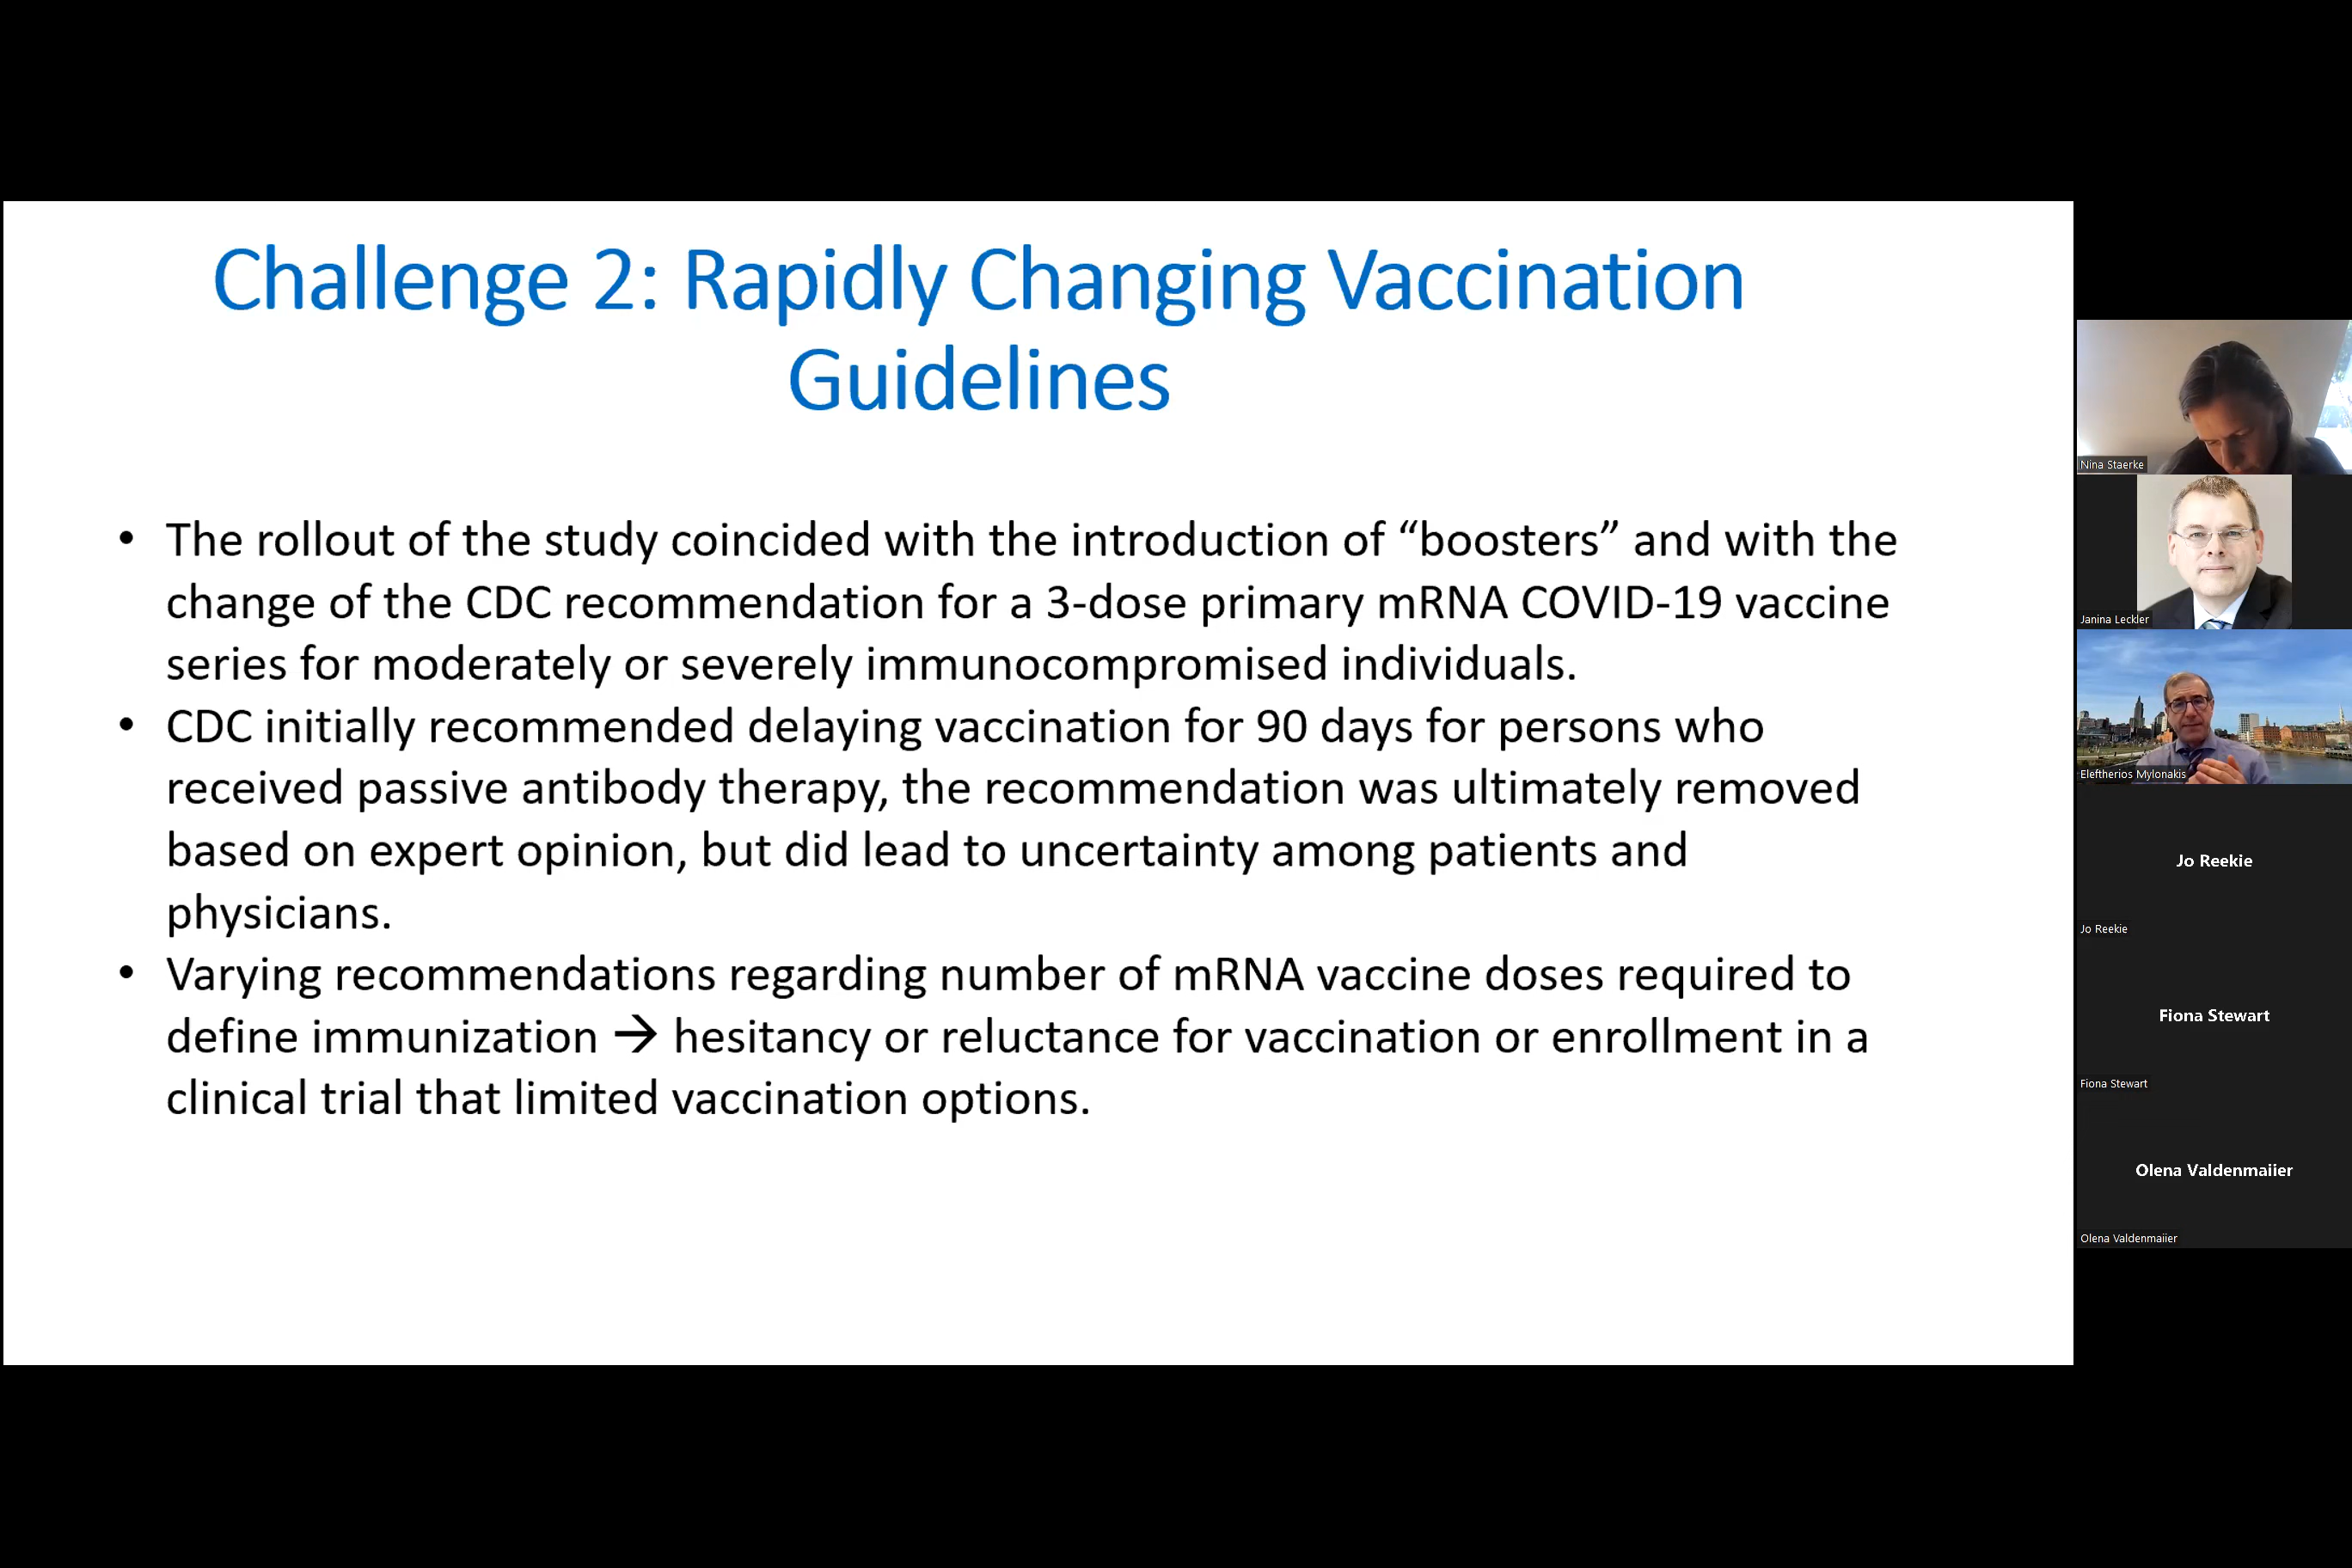 Challenge 2: Rapidly Changing Vaccination
Guidelines
• The rollout of the study coincided with the introduction of “boosters” and with the
change of the CDC recommendation for a 3-dose primary mRNA COVID-19 vaccine
series for moderately or severely immunocompromised individuals.
• CDC initially recommended delaying vaccination for 90 days for persons who
received passive antibody therapy, the recommendation was ultimately removed
based on expert opinion, but did lead to uncertainty among patients and
physicians.
• Varying recommendations regarding number of mRNA vaccine doses required to
define immunization → hesitancy or reluctance for vaccination or enrollment in a
clinical trial that limited vaccination options.
Nina Staerke
Janina Leckler
Eleftherios Mylonakis
Jo Reekie
Jo Reekie
Fiona Stewart
Fiona Stewart
Olena Valdenmaiier
Olena Valdenmaiier